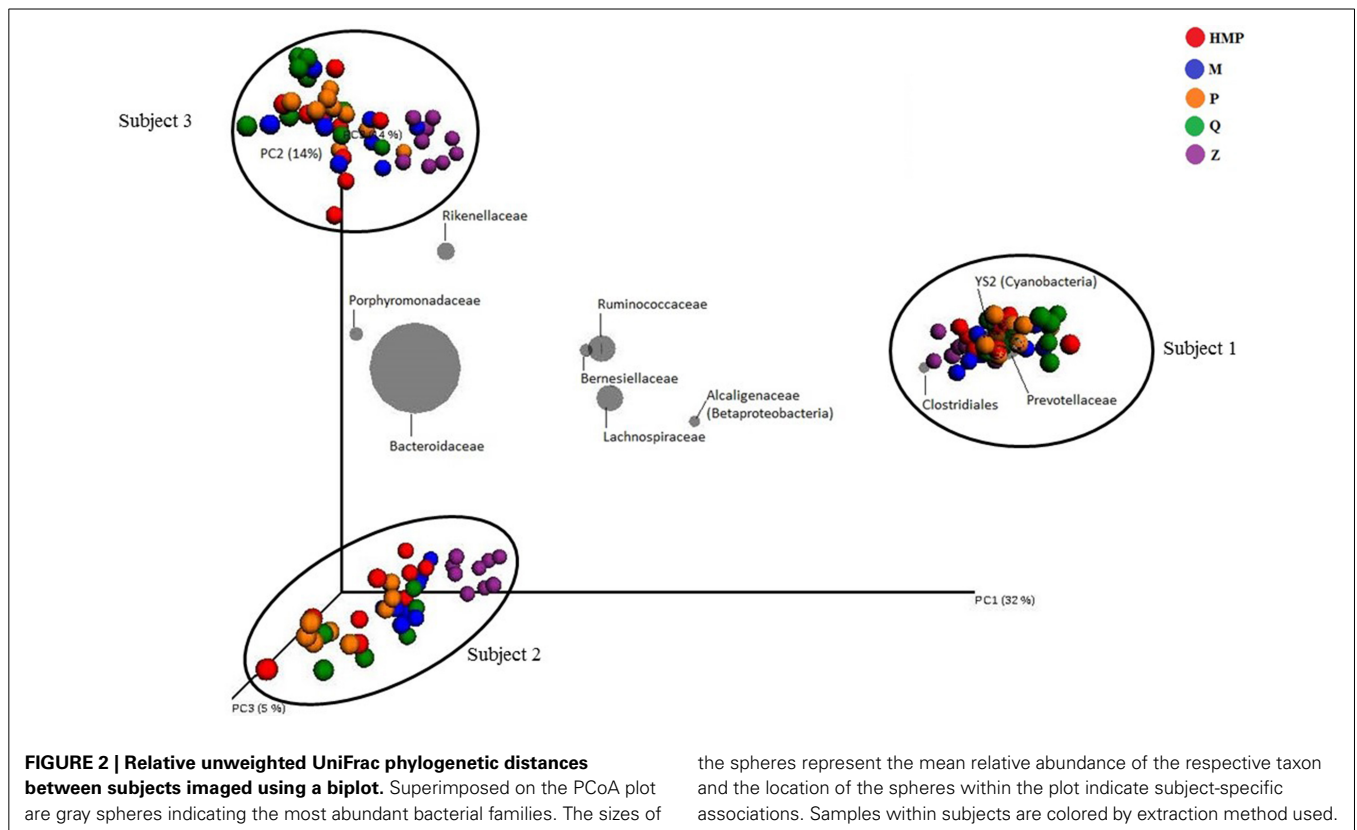 HMP
M
P
Q
Z
Subject 3
PC2 (14%)
Rikenellaceae
Porphyromonadaceae
Ruminococcaceae
Bernesiellaceae
Alcaligenaceae
(Betaproteobacteria)
Lachnospiraceae
Bacteroidaceae
YS2 (Cyanobacteria)
Subject 1
Clostridiales
Prevotellaceae
PC1 (32 %)
Subject 2
PC3 (5 %)
FIGURE 2 | Relative unweighted UniFrac phylogenetic distances
between subjects imaged using a biplot. Superimposed on the PCoA plot
are gray spheres indicating the most abundant bacterial families. The sizes of
the spheres represent the mean relative abundance of the respective taxon
and the location of the spheres within the plot indicate subject-specific
associations. Samples within subjects are colored by extraction method used.